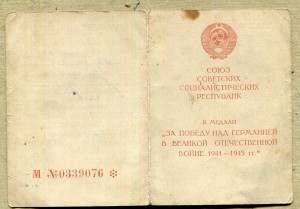 М №0339076 *
СОЮЗ
СОВЕТСКИХ
СОЦИАЛИСТИЧЕСКИХ
РЕСПУБЛИК
К МЕДАЛИ
"ЗА ПОБЕДУ НАД ГЕРМАНИЕЙ
В ВЕЛИКОЙ ОТЕЧЕСТВЕННОЙ
ВОЙНЕ 1941—1945 гг."